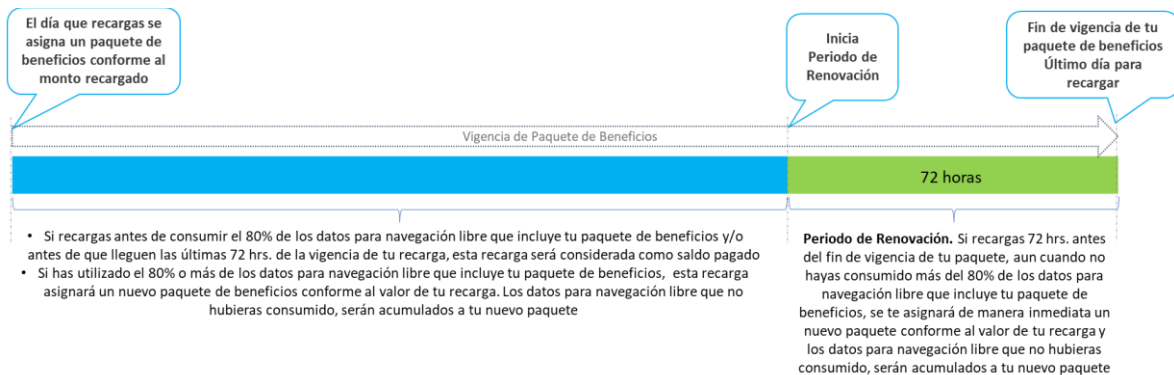 El día que recargas se
asigna un paquete de
beneficios conforme al
monto recargado
Inicia
Periodo de
Renovación
Fin de vigencia de tu
paquete de beneficios
Último día para
recargar
Vigencia de Paquete de Beneficios
72 horas
• Si recargas antes de consumir el 80% de los datos para navegación libre que incluye tu paquete de beneficios y/o
antes de que lleguen las últimas 72 hrs. de la vigencia de tu recarga, esta recarga será considerada como saldo pagado
• Si has utilizado el 80% o más de los datos para navegación libre que incluye tu paquete de beneficios, esta recarga
asignará un nuevo paquete de beneficios conforme al valor de tu recarga. Los datos para navegación libre que no
hubieras consumido, serán acumulados a tu nuevo paquete
Periodo de Renovación. Si recargas 72 hrs. antes
del fin de vigencia de tu paquete, aun cuando no
hayas consumido más del 80% de los datos para
navegación libre que incluye tu paquete de
beneficios, se te asignará de manera inmediata un
nuevo paquete conforme al valor de tu recarga y
los datos para navegación libre que no hubieras
consumido, serán acumulados a tu nuevo paquete